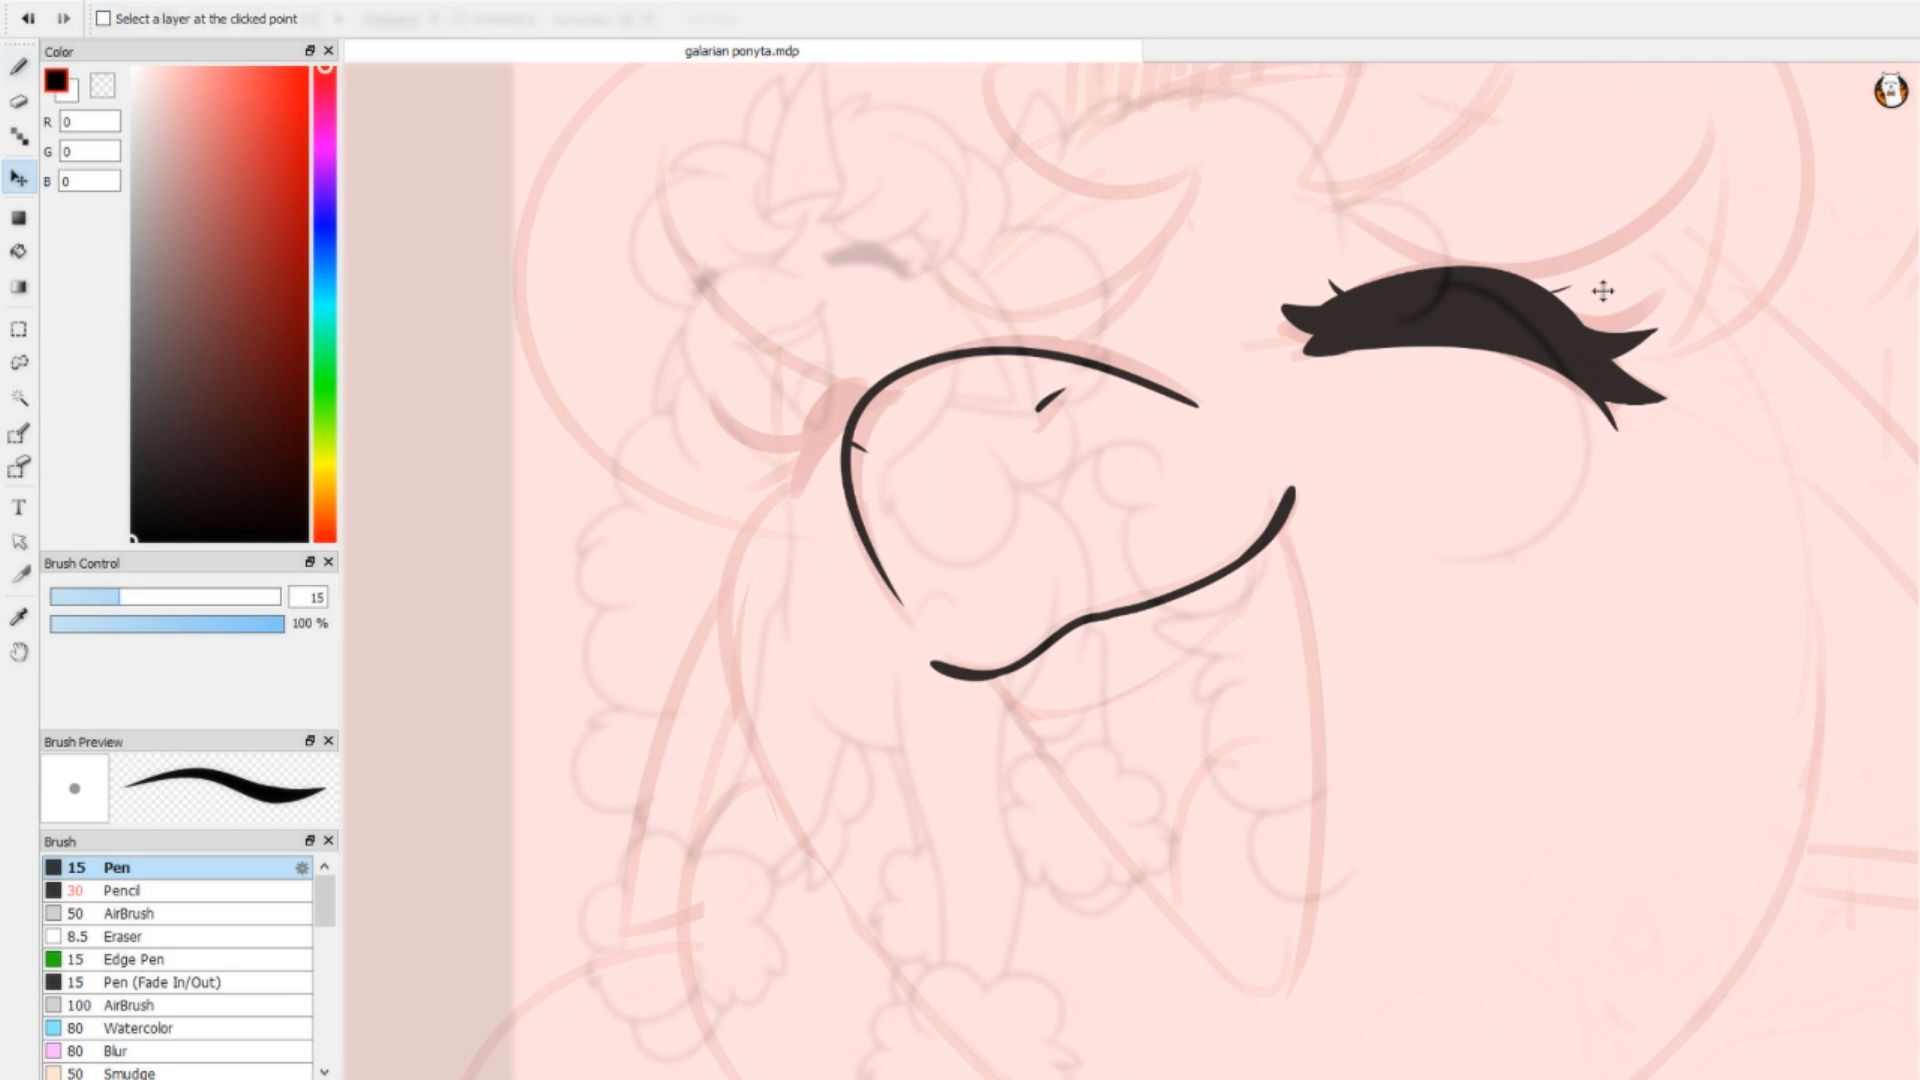 Select a layer at the clicked point
Color
galarian ponyta.mdp
R 0
G 0
B 0
Brush Control
15
100 %
Brush Preview
Brush
15 Pen
30 Pencil
50 AirBrush
8.5 Eraser
15 Edge Pen
15 Pen (Fade In/Out)
100 AirBrush
80 Watercolor
80 Blur
50 Smudge
T